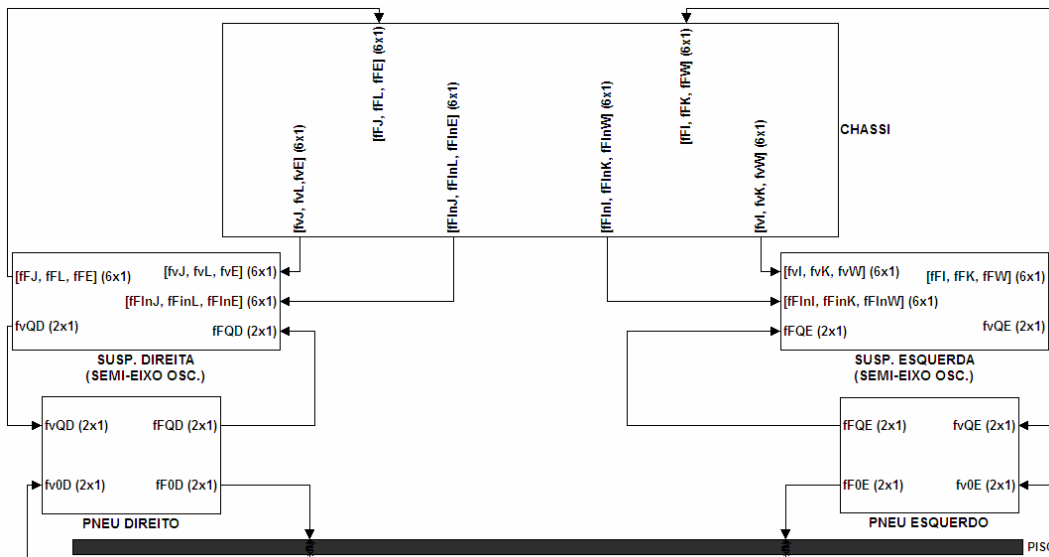 [fFJ, fFL, fFE] (6x1)
[fFI, fFK, fFW] (6x1)
[fvJ, fvL,fvE] (6x1)
[fFInJ, fFInL, fFInE] (6x1)
[fFInI, fFInK, fFInW] (6x1)
[fvI, fvK, fvW] (6x1)
CHASSI
[fFJ, fFL, fFE] (6x1)
[fvJ, fvL, fvE] (6x1)
[fFInJ, fFinL, fFInE] (6x1)
fvQD (2x1)
fFQD (2x1)
SUSP. DIREITA
(SEMI-EIXO OSC.)
[fvI, fvK, fvW] (6x1)
[fFI, fFK, fFW] (6x1)
[fFInI, fFinK, fFInW] (6x1)
fFQE (2x1)
fvQE (2x1)
SUSP. ESQUERDA
(SEMI-EIXO OSC.)
fvQD (2x1)
fFQD (2x1)
fv0D (2x1)
fF0D (2x1)
PNEU DIREITO
fFQE (2x1)
fvQE (2x1)
fF0E (2x1)
fv0E (2x1)
PNEU ESQUERDO